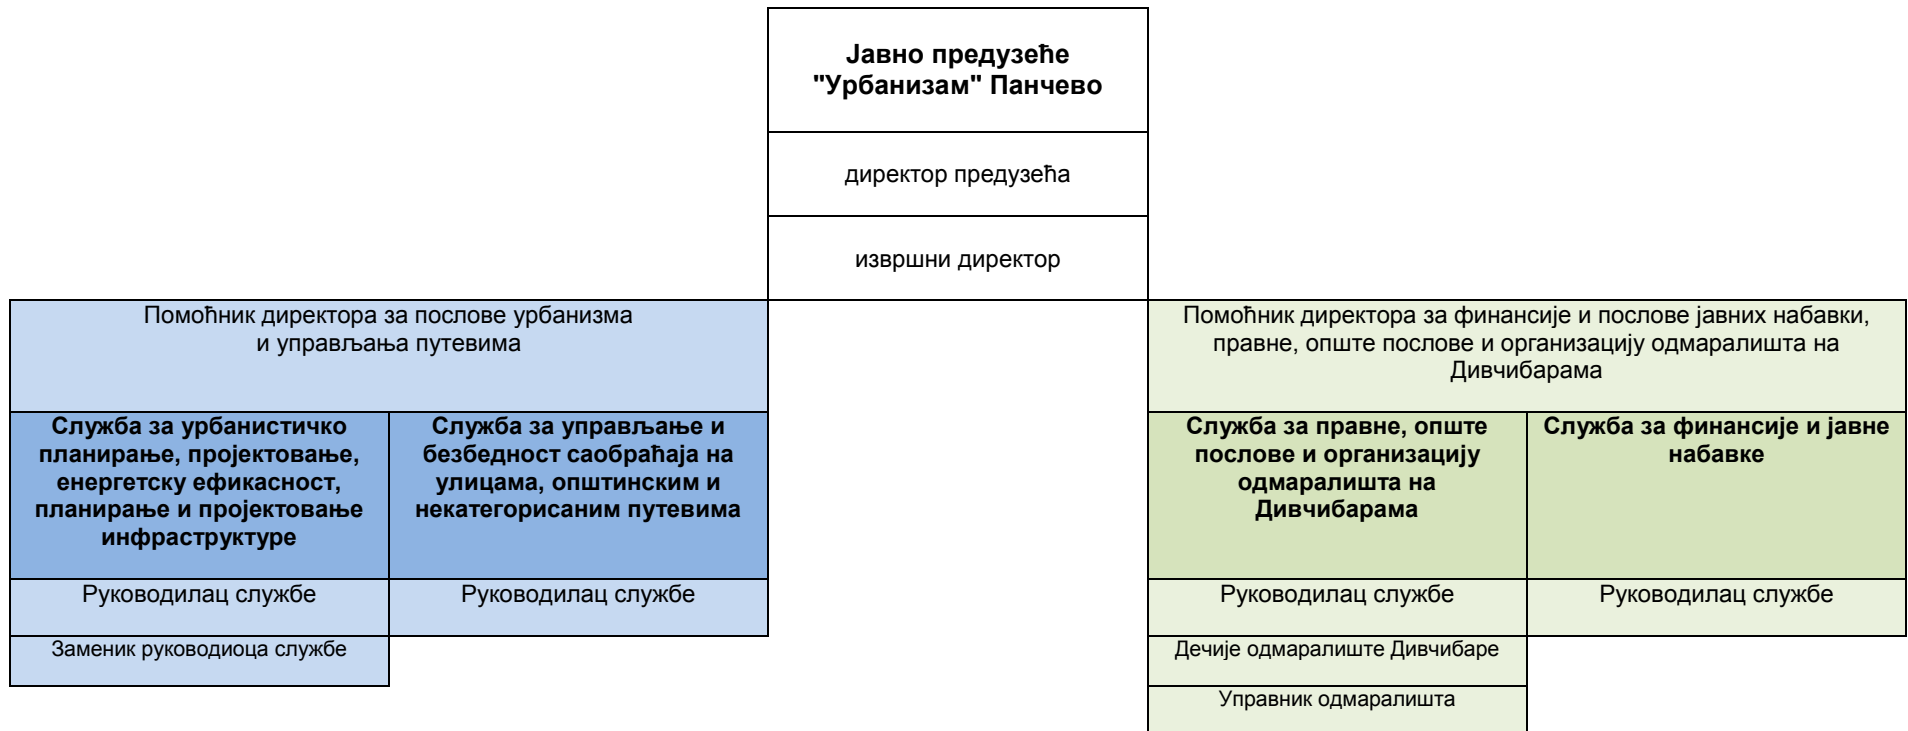 Јавно предузеће
"Урбанизам" Панчево
директор предузећа
извршни директор
Помоћник директора за послове урбанизма
и управљања путевима
Помоћник директора за финансије и послове јавних набавки,
правне, опште послове и организацију одмаралишта на
Дивчибарама
Служба за урбанистичко
планирање, пројектовање,
енергетску ефикасност,
планирање и пројектовање
инфраструктуре
Служба за управљање и
безбедност саобраћаја на
улицама, општинским и
некатегорисаним путевима
Служба за правне, опште
послове и организацију
одмаралишта на
Дивчибарама
Служба за финансије и јавне
набавке
Руководилац службе
Руководилац службе
Руководилац службе
Руководилац службе
Заменик руководиоца службе
Дечије одмаралиште Дивчибаре
Управник одмаралишта